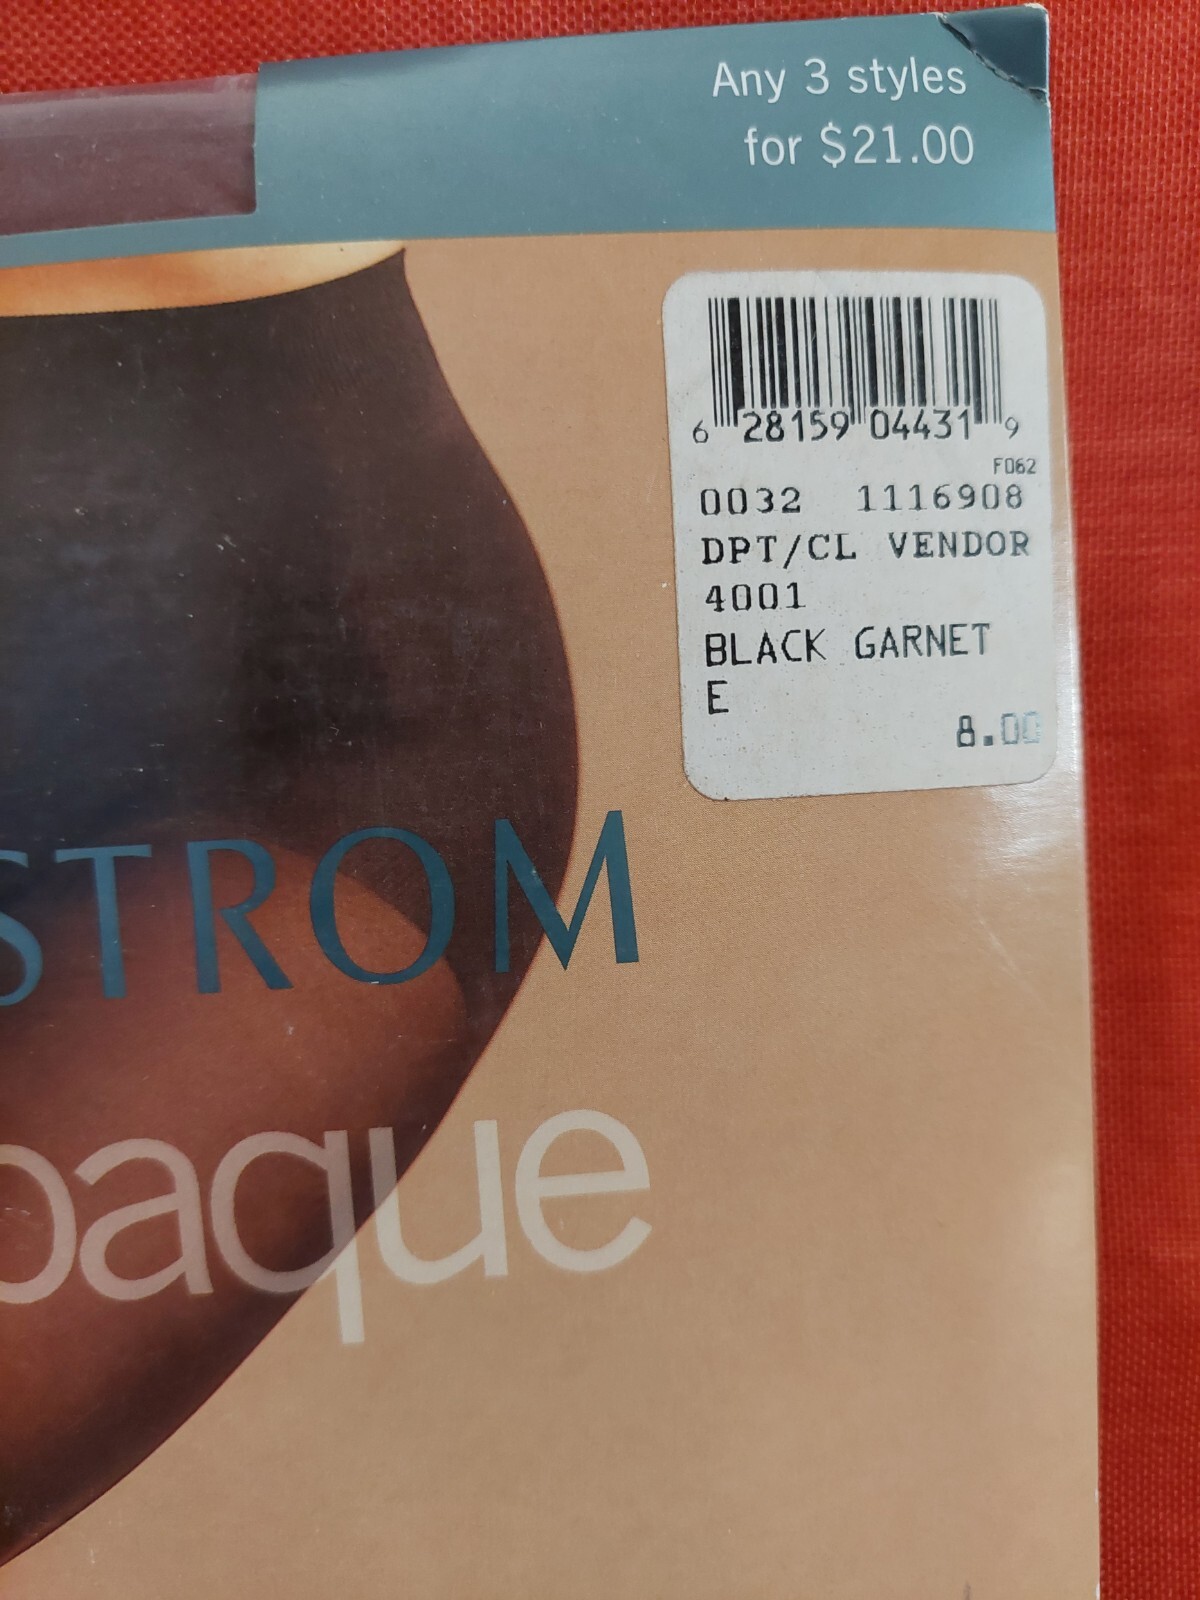 Any 3 styles
for $21.00
6 28159 04431 9
F062
0032 1116908
DPT/CL VENDOR
4001
BLACK GARNET
E
8.00
STROM
paque